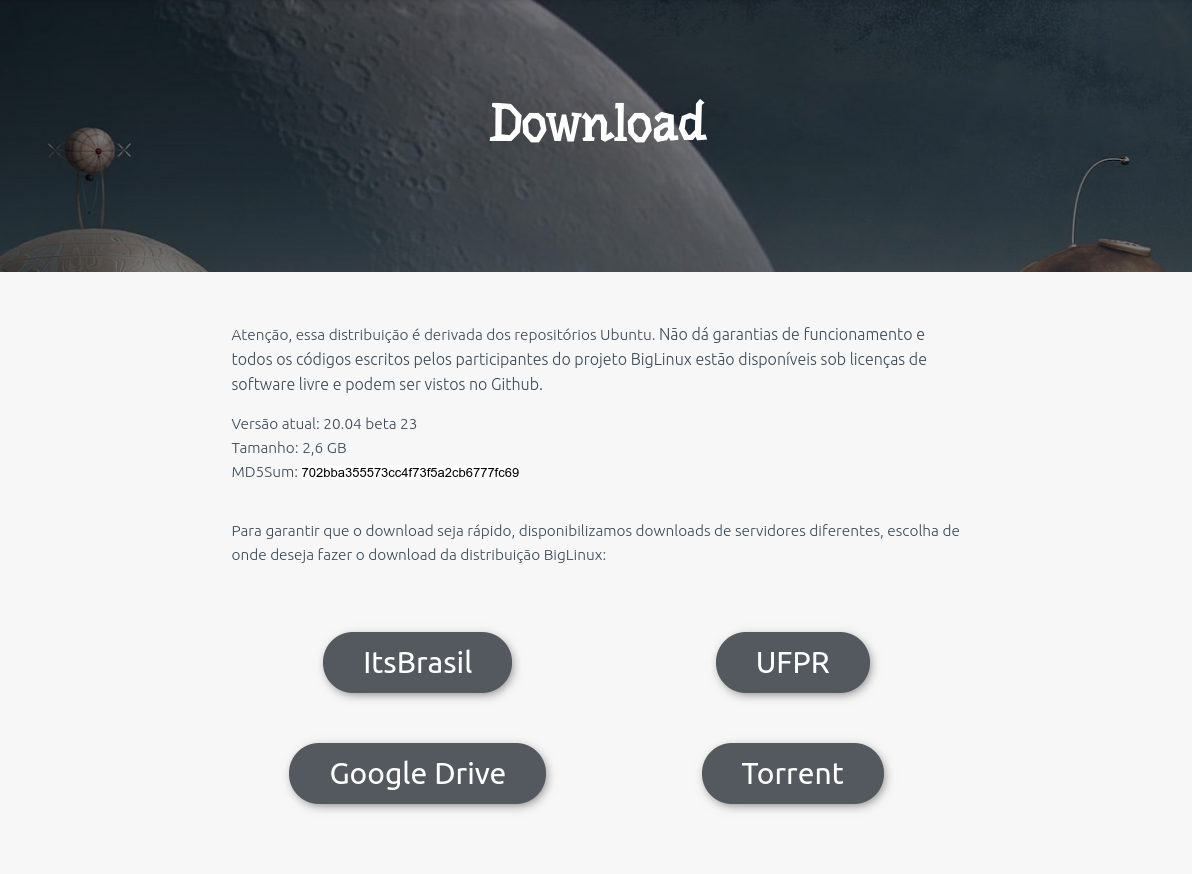 Download
Atenção, essa distribuição é derivada dos repositórios Ubuntu. Não dá garantias de funcionamento e
todos os códigos escritos pelos participantes do projeto BigLinux estão disponíveis sob licenças de
software livre e podem ser vistos no Github.
Versão atual: 20.04 beta 23
Tamanho: 2,6 GB
MD5Sum: 702bba355573cc4f73f5a2cb6777fc69
Para garantir que o download seja rápido, disponibilizamos downloads de servidores diferentes, escolha de
onde deseja fazer o download da distribuição BigLinux:
ItsBrasil
UFPR
Google Drive
Torrent